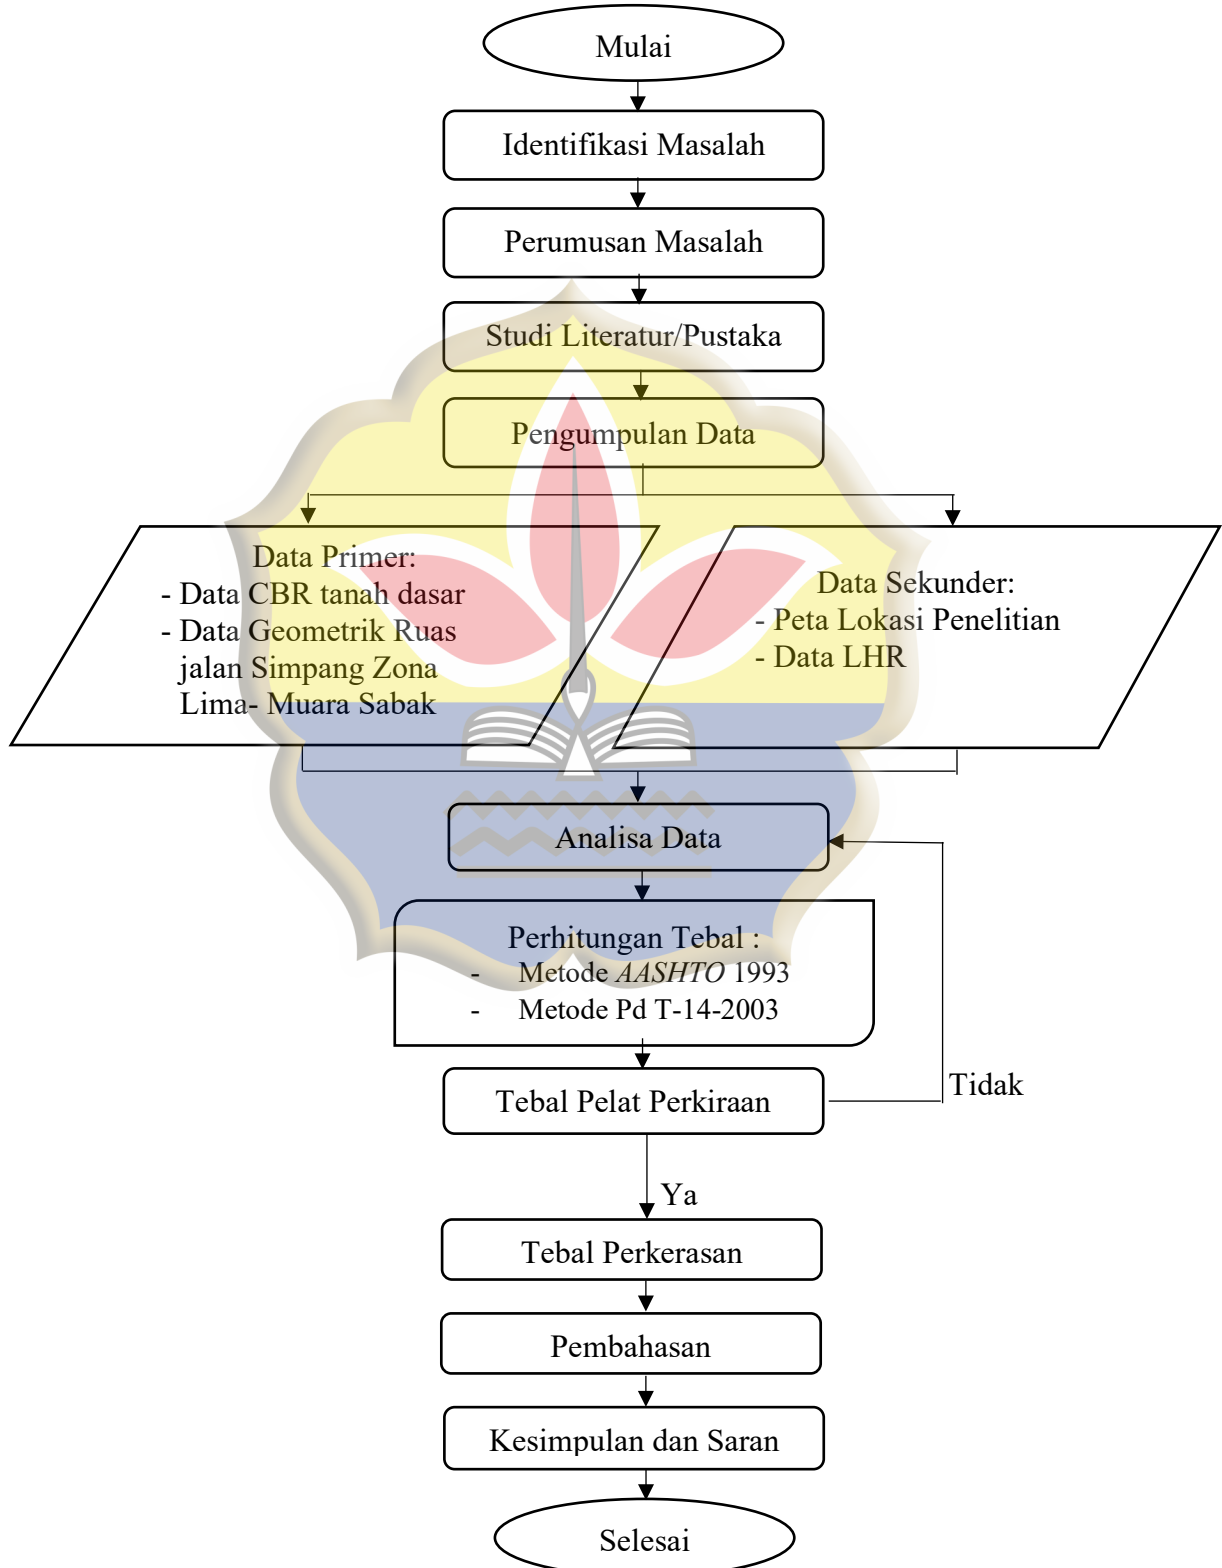 Mulai
Identifikasi Masalah
Perumusan Masalah
Studi Literatur/Pustaka
Pengumpulan Data
Data Primer:
- Data CBR tanah dasar
- Data Geometrik Ruas
jalan Simpang Zona
Lima- Muara Sabak
Data Sekunder:
- Peta Lokasi Penelitian
- Data LHR
Analisa Data
Perhitungan Tebal :
- Metode AASHTO 1993
- Metode Pd T-14-2003
Tebal Pelat Perkiraan
Tidak
Ya
Tebal Perkerasan
Pembahasan
Kesimpulan dan Saran
Selesai